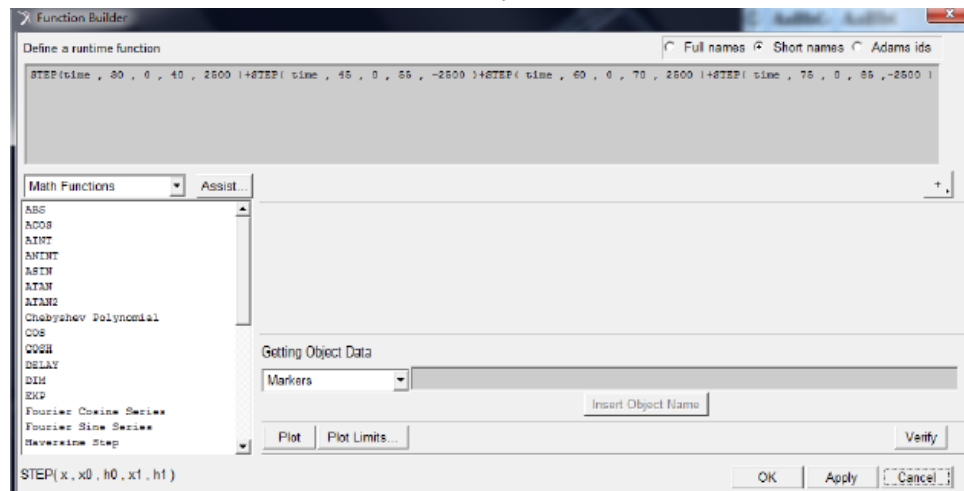 Function Builder
Define a runtime function
Full names Short names Adams ids
STEP(time , 30 , 0 , 40 , 2500 )+STEP( time , 45 , 0 , 55 , -2500 )+STEP( time , 60 , 0 , 70 , 2500 )+STEP( time , 75 , 0 , 85 ,-2500 )
Math Functions
Assist...
+
ABS
ACOS
AINT
ANINT
ASIN
ATAN
ATAN2
Chebyshev Polynomial
COS
COSH
DELAY
DIM
EXP
Fourier Cosine Series
Fourier Sine Series
Haversine Step
Getting Object Data
Markers
Insert Object Name
Plot Plot Limits...
Verify
STEP( x , x0 , h0 , x1 , h1 )
OK Apply Cancel